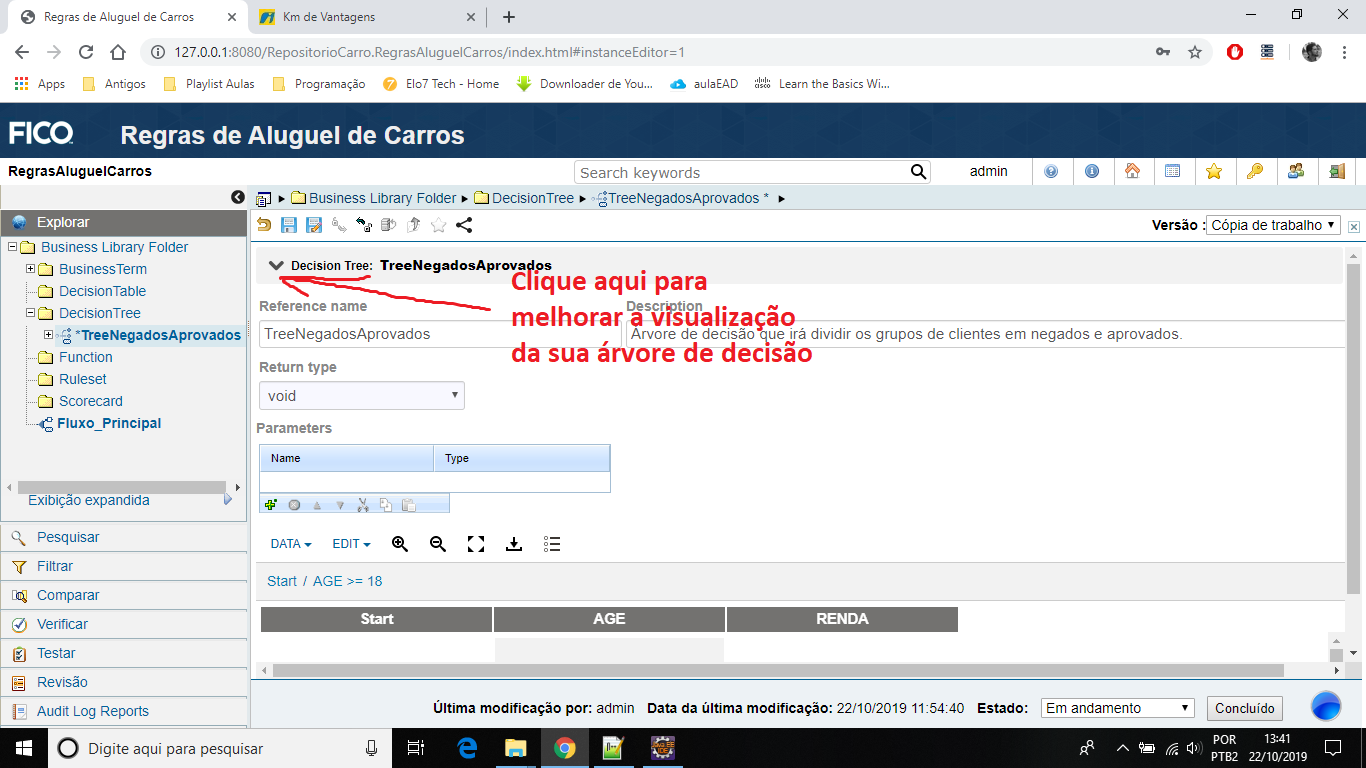 Regras de Aluguel de Carros
Km de Vantagens
127.0.0.1:8080/RepositorioCarro.RegrasAluguelCarros/index.html#instanceEditor=1
Apps Antigos Playlist Aulas Programação Elo7 Tech - Home Downloader de You... aulaEAD Learn the Basics Wi...
FICO Regras de Aluguel de Carros
RegrasAluguelCarros Search keywords admin
Business Library Folder DecisionTree TreeNegadosAprovados *
Explorar
Versão : Cópia de trabalho
Business Library Folder
BusinessTerm
DecisionTable
DecisionTree
*TreeNegadosAprovados
Function
Ruleset
Scorecard
Fluxo_Principal
Exibição expandida
Pesquisar
Filtrar
Comparar
Verificar
Testar
Revisão
Audit Log Reports
Decision Tree: TreeNegadosAprovados
Clique aqui para
melhorar a visualização
da sua árvore de decisão
Reference name Description
TreeNegadosAprovados Árvore de decisão que irá dividir os grupos de clientes em negados e aprovados.
Return type
void
Parameters
Name Type
DATA EDIT
Start / AGE >= 18
Start AGE RENDA
Última modificação por: admin Data da última modificação: 22/10/2019 11:54:40 Estado: Em andamento Concluído
Digite aqui para pesquisar
POR
PTB2
13:41
22/10/2019